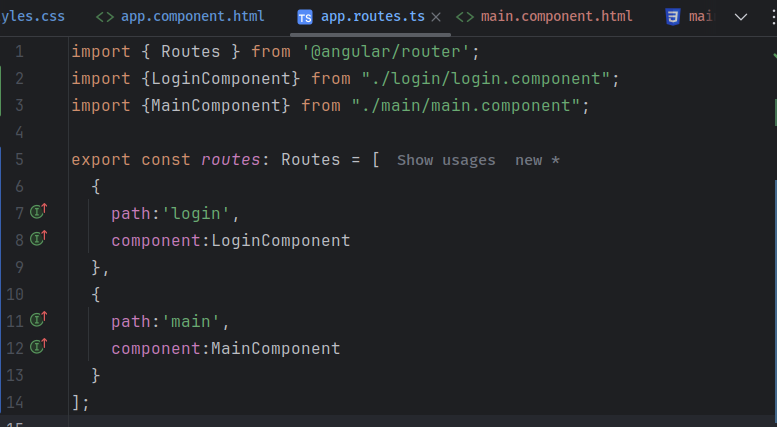 yles.css <> app.component.html TS app.routes.ts × <> main.component.html mai
1 import { Routes } from '@angular/router';
2 import {LoginComponent} from "./login/login.component";
3 import {MainComponent} from "./main/main.component";
4
5 export const routes: Routes = [ Show usages new *
6 {
7 path:'login',
8 component:LoginComponent
9 },
10 {
11 path:'main',
12 component:MainComponent
13 }
14 ];
15